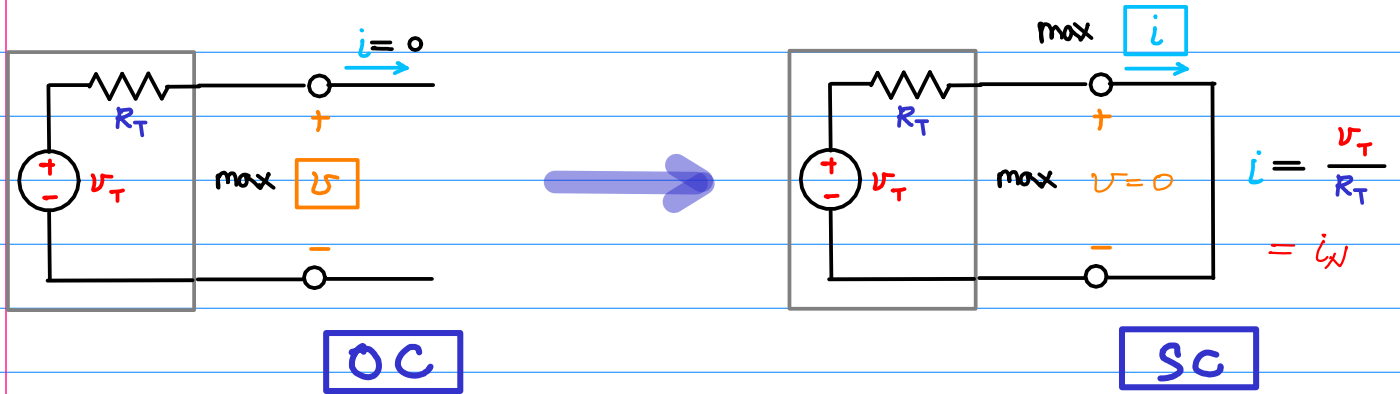 i = 0
R_T
+
+
-
v_T
max v
-
OC
max i
R_T
+
+
-
v_T
max v = 0
-
i = v_T / R_T
= i_N
SC